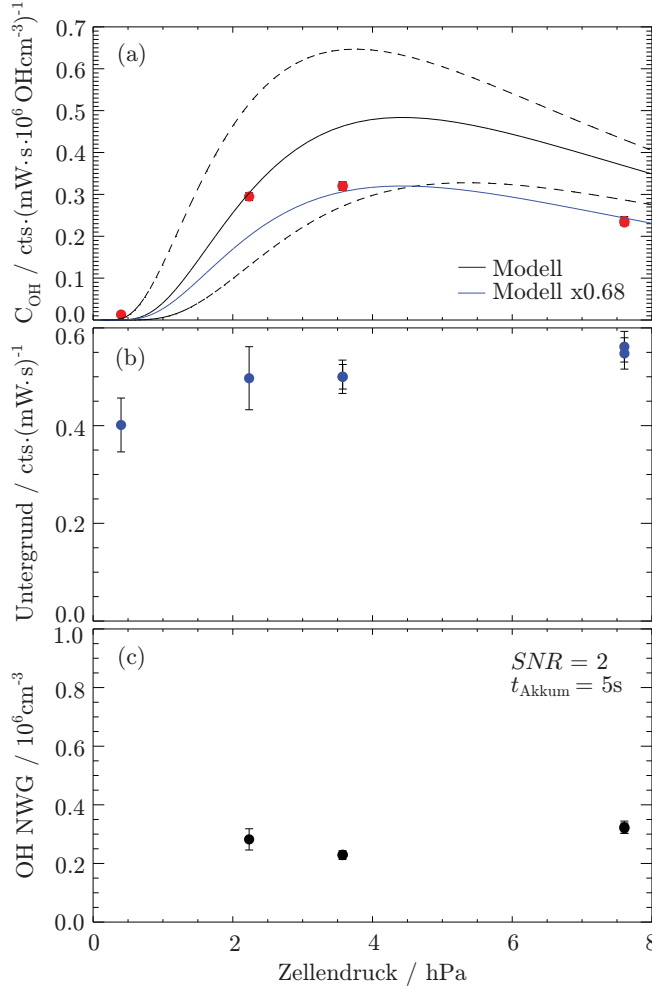 (a)
C_OH / cts·(mW·s·10^6 OHcm^-3)^-1
0.7
0.6
0.5
0.4
0.3
0.2
0.1
0.0
Modell
Modell x0.68
(b)
Untergrund / cts·(mW·s)^-1
0.6
0.4
0.2
0.0
(c)
OH NWG / 10^6cm^-3
1.0
0.8
0.6
0.4
0.2
0.0
SNR = 2
t_Akkum = 5s
0 2 4 6 8
Zellendruck / hPa